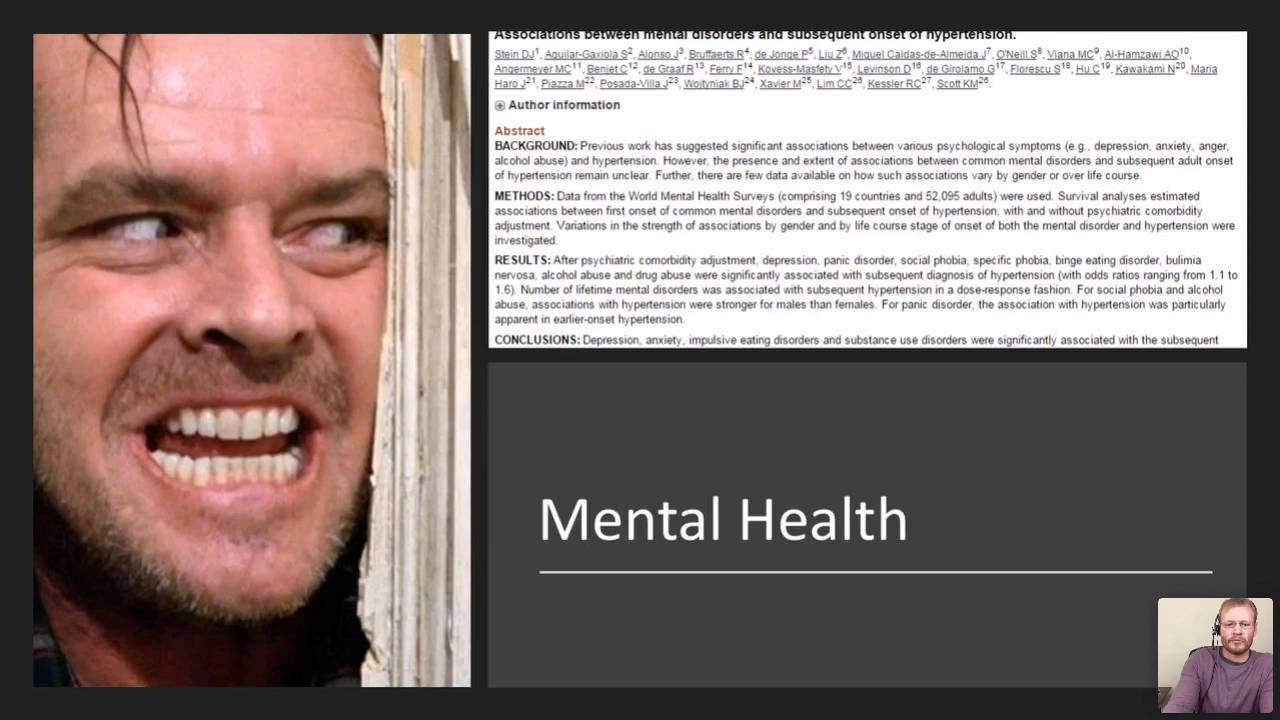 Associations between mental disorders and subsequent onset of hypertension.
Stein DJ1, Aguilar-Gaxiola S2, Alonso J3, Bruffaerts R4, de Jonge P5, Liu Z6, Miguel Caldas-de-Almeida J7, O'Neill S8, Viana MC9, Al-Hamzawi AO10,
Angermeyer MC11, Benjet C12, de Graaf R13, Ferry F14, Kovess-Masfety V15, Levinson D16, de Girolamo G17, Florescu S18, Hu C19, Kawakami N20, Maria
Haro J21, Piazza M22, Posada-Villa J23, Wojtyniak BJ24, Xavier M25, Lim CC26, Kessler RC27, Scott KM26.
Author information
Abstract
BACKGROUND: Previous work has suggested significant associations between various psychological symptoms (e.g., depression, anxiety, anger,
alcohol abuse) and hypertension. However, the presence and extent of associations between common mental disorders and subsequent adult onset
of hypertension remain unclear. Further, there are few data available on how such associations vary by gender or over life course.
METHODS: Data from the World Mental Health Surveys (comprising 19 countries and 52,095 adults) were used. Survival analyses estimated
associations between first onset of common mental disorders and subsequent onset of hypertension, with and without psychiatric comorbidity
adjustment. Variations in the strength of associations by gender and by life course stage of onset of both the mental disorder and hypertension were
investigated.
RESULTS: After psychiatric comorbidity adjustment, depression, panic disorder, social phobia, specific phobia, binge eating disorder, bulimia
nervosa, alcohol abuse and drug abuse were significantly associated with subsequent diagnosis of hypertension (with odds ratios ranging from 1.1 to
1.6). Number of lifetime mental disorders was associated with subsequent hypertension in a dose-response fashion. For social phobia and alcohol
abuse, associations with hypertension were stronger for males than females. For panic disorder, the association with hypertension was particularly
apparent in earlier-onset hypertension.
CONCLUSIONS: Depression, anxiety, impulsive eating disorders and substance use disorders were significantly associated with the subsequent
Mental Health